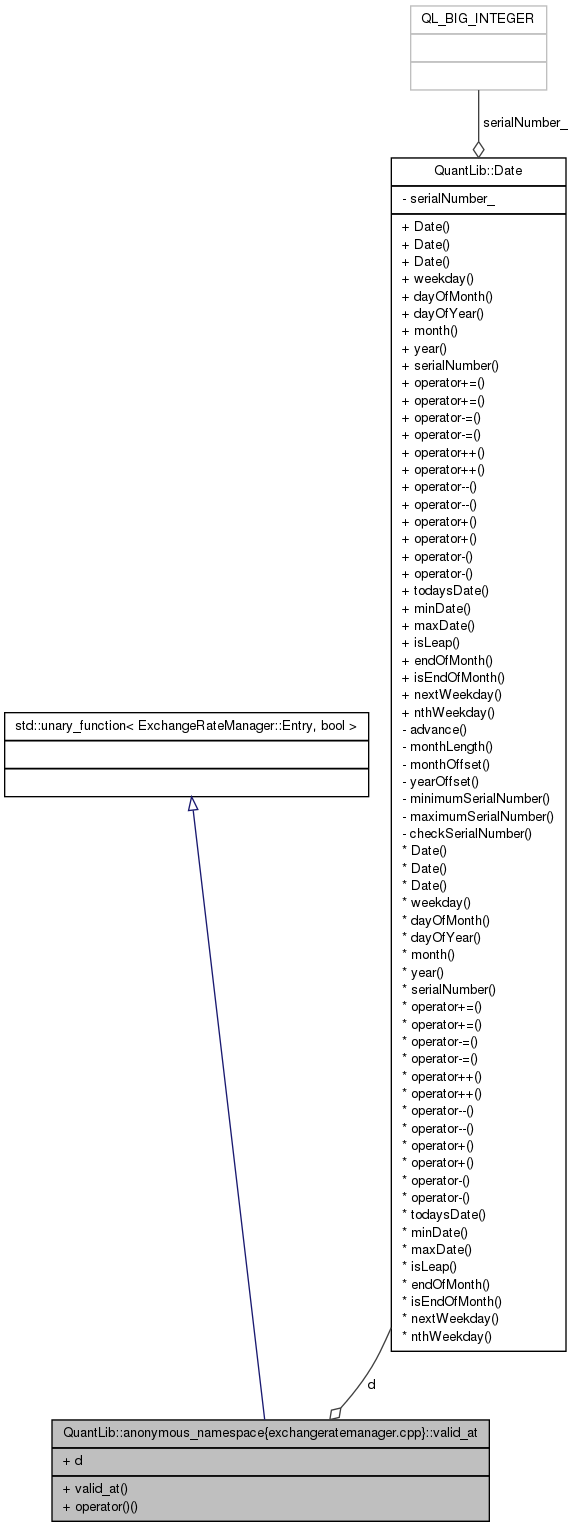 QL_BIG_INTEGER
serialNumber_
QuantLib::Date
- serialNumber_
+ Date()
+ Date()
+ Date()
+ weekday()
+ dayOfMonth()
+ dayOfYear()
+ month()
+ year()
+ serialNumber()
+ operator+=()
+ operator+=()
+ operator-=()
+ operator-=()
+ operator++()
+ operator++()
+ operator--()
+ operator--()
+ operator+()
+ operator+()
+ operator-()
+ operator-()
+ todaysDate()
+ minDate()
+ maxDate()
+ isLeap()
+ endOfMonth()
+ isEndOfMonth()
+ nextWeekday()
+ nthWeekday()
- advance()
- monthLength()
- monthOffset()
- yearOffset()
- minimumSerialNumber()
- maximumSerialNumber()
- checkSerialNumber()
* Date()
* Date()
* Date()
* weekday()
* dayOfMonth()
* dayOfYear()
* month()
* year()
* serialNumber()
* operator+=()
* operator+=()
* operator-=()
* operator-=()
* operator++()
* operator++()
* operator--()
* operator--()
* operator+()
* operator+()
* operator-()
* operator-()
* todaysDate()
* minDate()
* maxDate()
* isLeap()
* endOfMonth()
* isEndOfMonth()
* nextWeekday()
* nthWeekday()
std::unary_function< ExchangeRateManager::Entry, bool >
d
QuantLib::anonymous_namespace{exchangeratemanager.cpp}::valid_at
+ d
+ valid_at()
+ operator()()